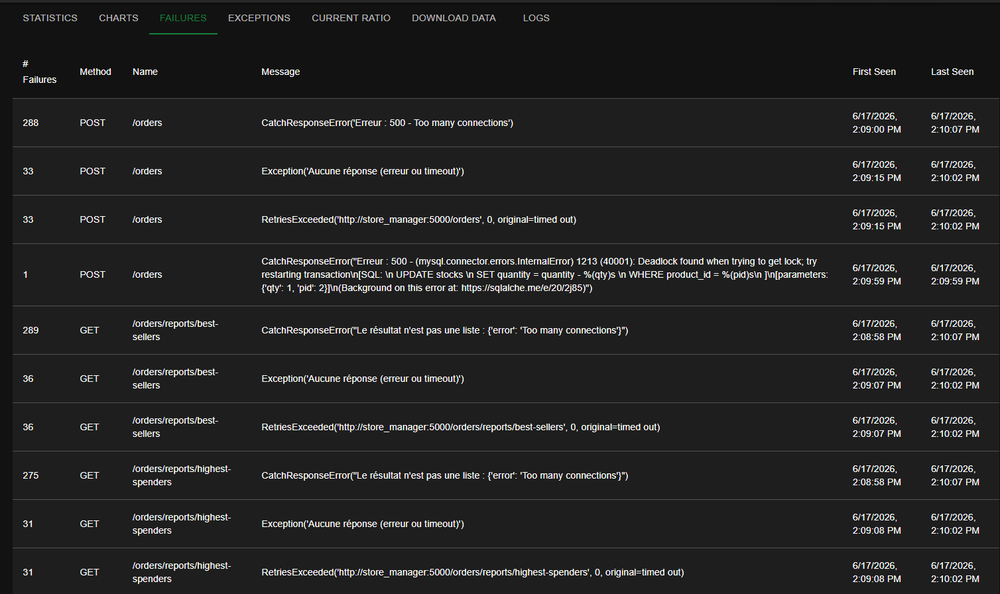 STATISTICS CHARTS FAILURES EXCEPTIONS CURRENT RATIO DOWNLOAD DATA LOGS
# Failures Method Name Message First Seen Last Seen
288 POST /orders CatchResponseError('Erreur : 500 - Too many connections') 6/17/2026, 2:09:00 PM 6/17/2026, 2:10:07 PM
33 POST /orders Exception('Aucune réponse (erreur ou timeout)') 6/17/2026, 2:09:15 PM 6/17/2026, 2:10:02 PM
33 POST /orders RetriesExceeded('http://store_manager:5000/orders', 0, original=timed out) 6/17/2026, 2:09:15 PM 6/17/2026, 2:10:02 PM
1 POST /orders CatchResponseError("Erreur : 500 - (mysql.connector.errors.InternalError) 1213 (40001): Deadlock found when trying to get lock; try
restarting transaction\n[SQL: \n UPDATE stocks \n SET quantity = quantity - %(qty)s \n WHERE product_id = %(pid)s\n ]\n[parameters:
{'qty': 1, 'pid': 2}]\n(Background on this error at: https://sqlalche.me/e/20/2j85)") 6/17/2026, 2:09:59 PM 6/17/2026, 2:09:59 PM
289 GET /orders/reports/best-sellers CatchResponseError("Le résultat n'est pas une liste : {'error': 'Too many connections'}") 6/17/2026, 2:08:58 PM 6/17/2026, 2:10:07 PM
36 GET /orders/reports/best-sellers Exception('Aucune réponse (erreur ou timeout)') 6/17/2026, 2:09:07 PM 6/17/2026, 2:10:02 PM
36 GET /orders/reports/best-sellers RetriesExceeded('http://store_manager:5000/orders/reports/best-sellers', 0, original=timed out) 6/17/2026, 2:09:07 PM 6/17/2026, 2:10:02 PM
275 GET /orders/reports/highest-spenders CatchResponseError("Le résultat n'est pas une liste : {'error': 'Too many connections'}") 6/17/2026, 2:08:58 PM 6/17/2026, 2:10:07 PM
31 GET /orders/reports/highest-spenders Exception('Aucune réponse (erreur ou timeout)') 6/17/2026, 2:09:08 PM 6/17/2026, 2:10:02 PM
31 GET /orders/reports/highest-spenders RetriesExceeded('http://store_manager:5000/orders/reports/highest-spenders', 0, original=timed out) 6/17/2026, 2:09:08 PM 6/17/2026, 2:10:02 PM